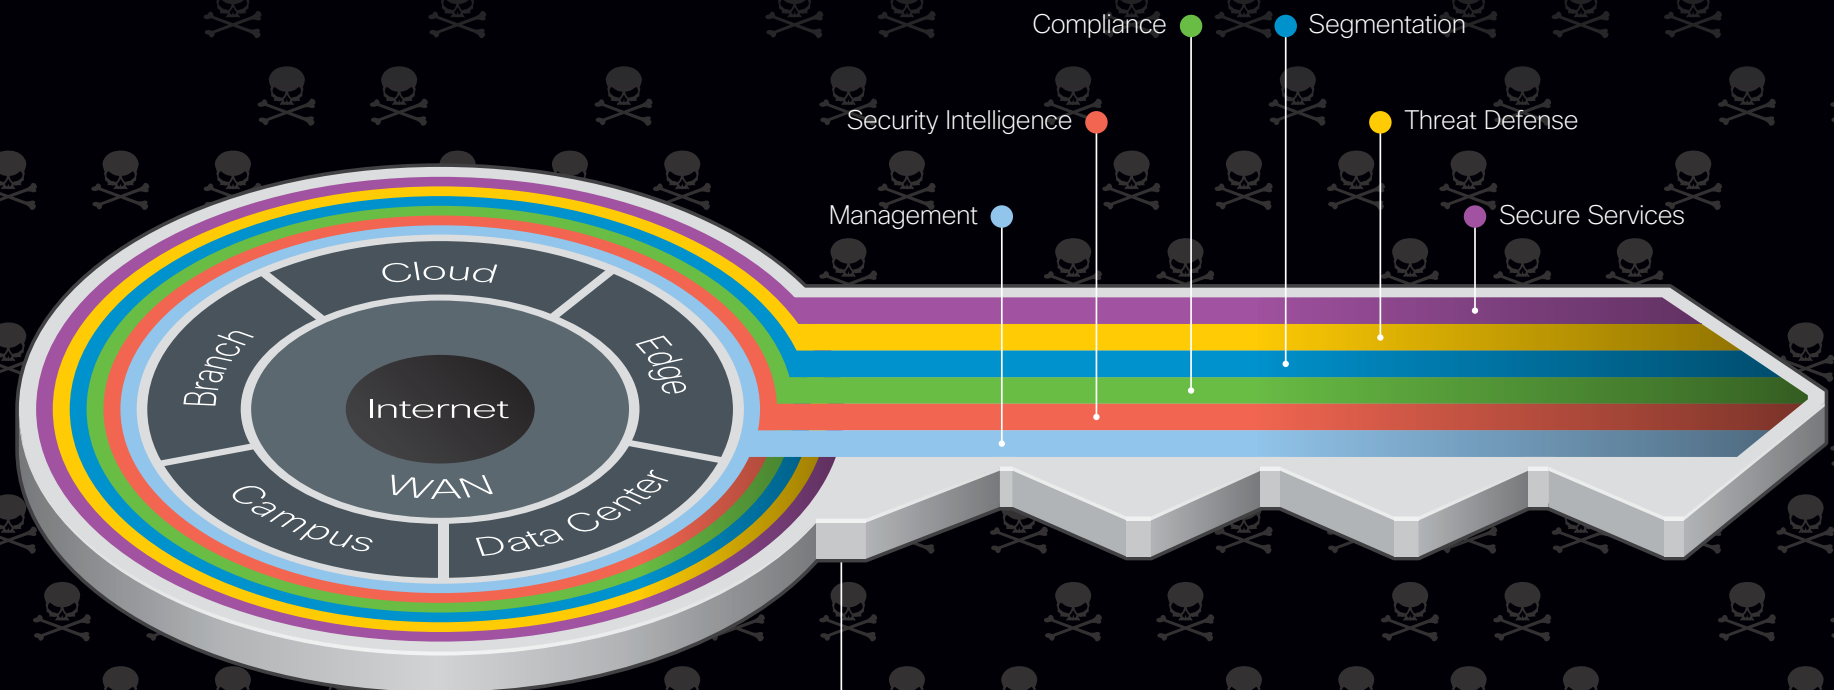 Compliance
Segmentation
Security Intelligence
Threat Defense
Management
Secure Services
Cloud
Branch
Edge
Internet
WAN
Campus
Data Center